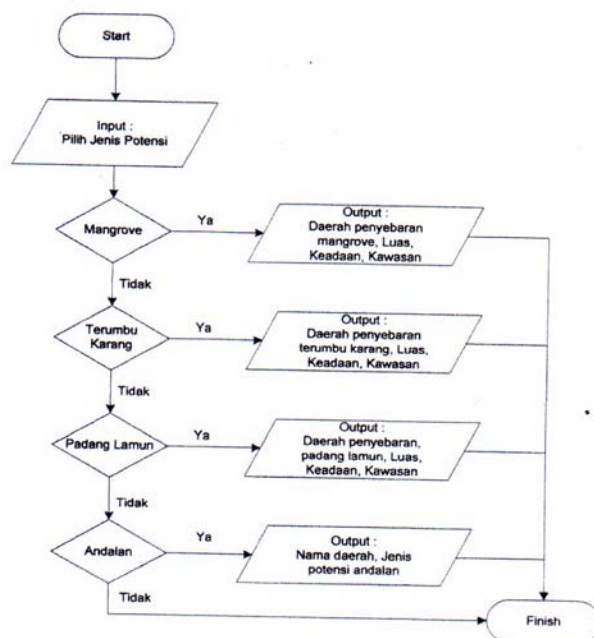 Start
Input :
Pilih Jenis Potensi
Mangrove
Ya
Output :
Daerah penyebaran
mangrove, Luas,
Keadaan, Kawasan
Tidak
Terumbu
Karang
Ya
Output :
Daerah penyebaran
terumbu karang, Luas,
Keadaan, Kawasan
Tidak
Padang Lamun
Ya
Output :
Daerah penyebaran,
padang lamun, Luas,
Keadaan, Kawasan
Tidak
Andalan
Ya
Output :
Nama daerah, Jenis
potensi andalan
Tidak
Finish